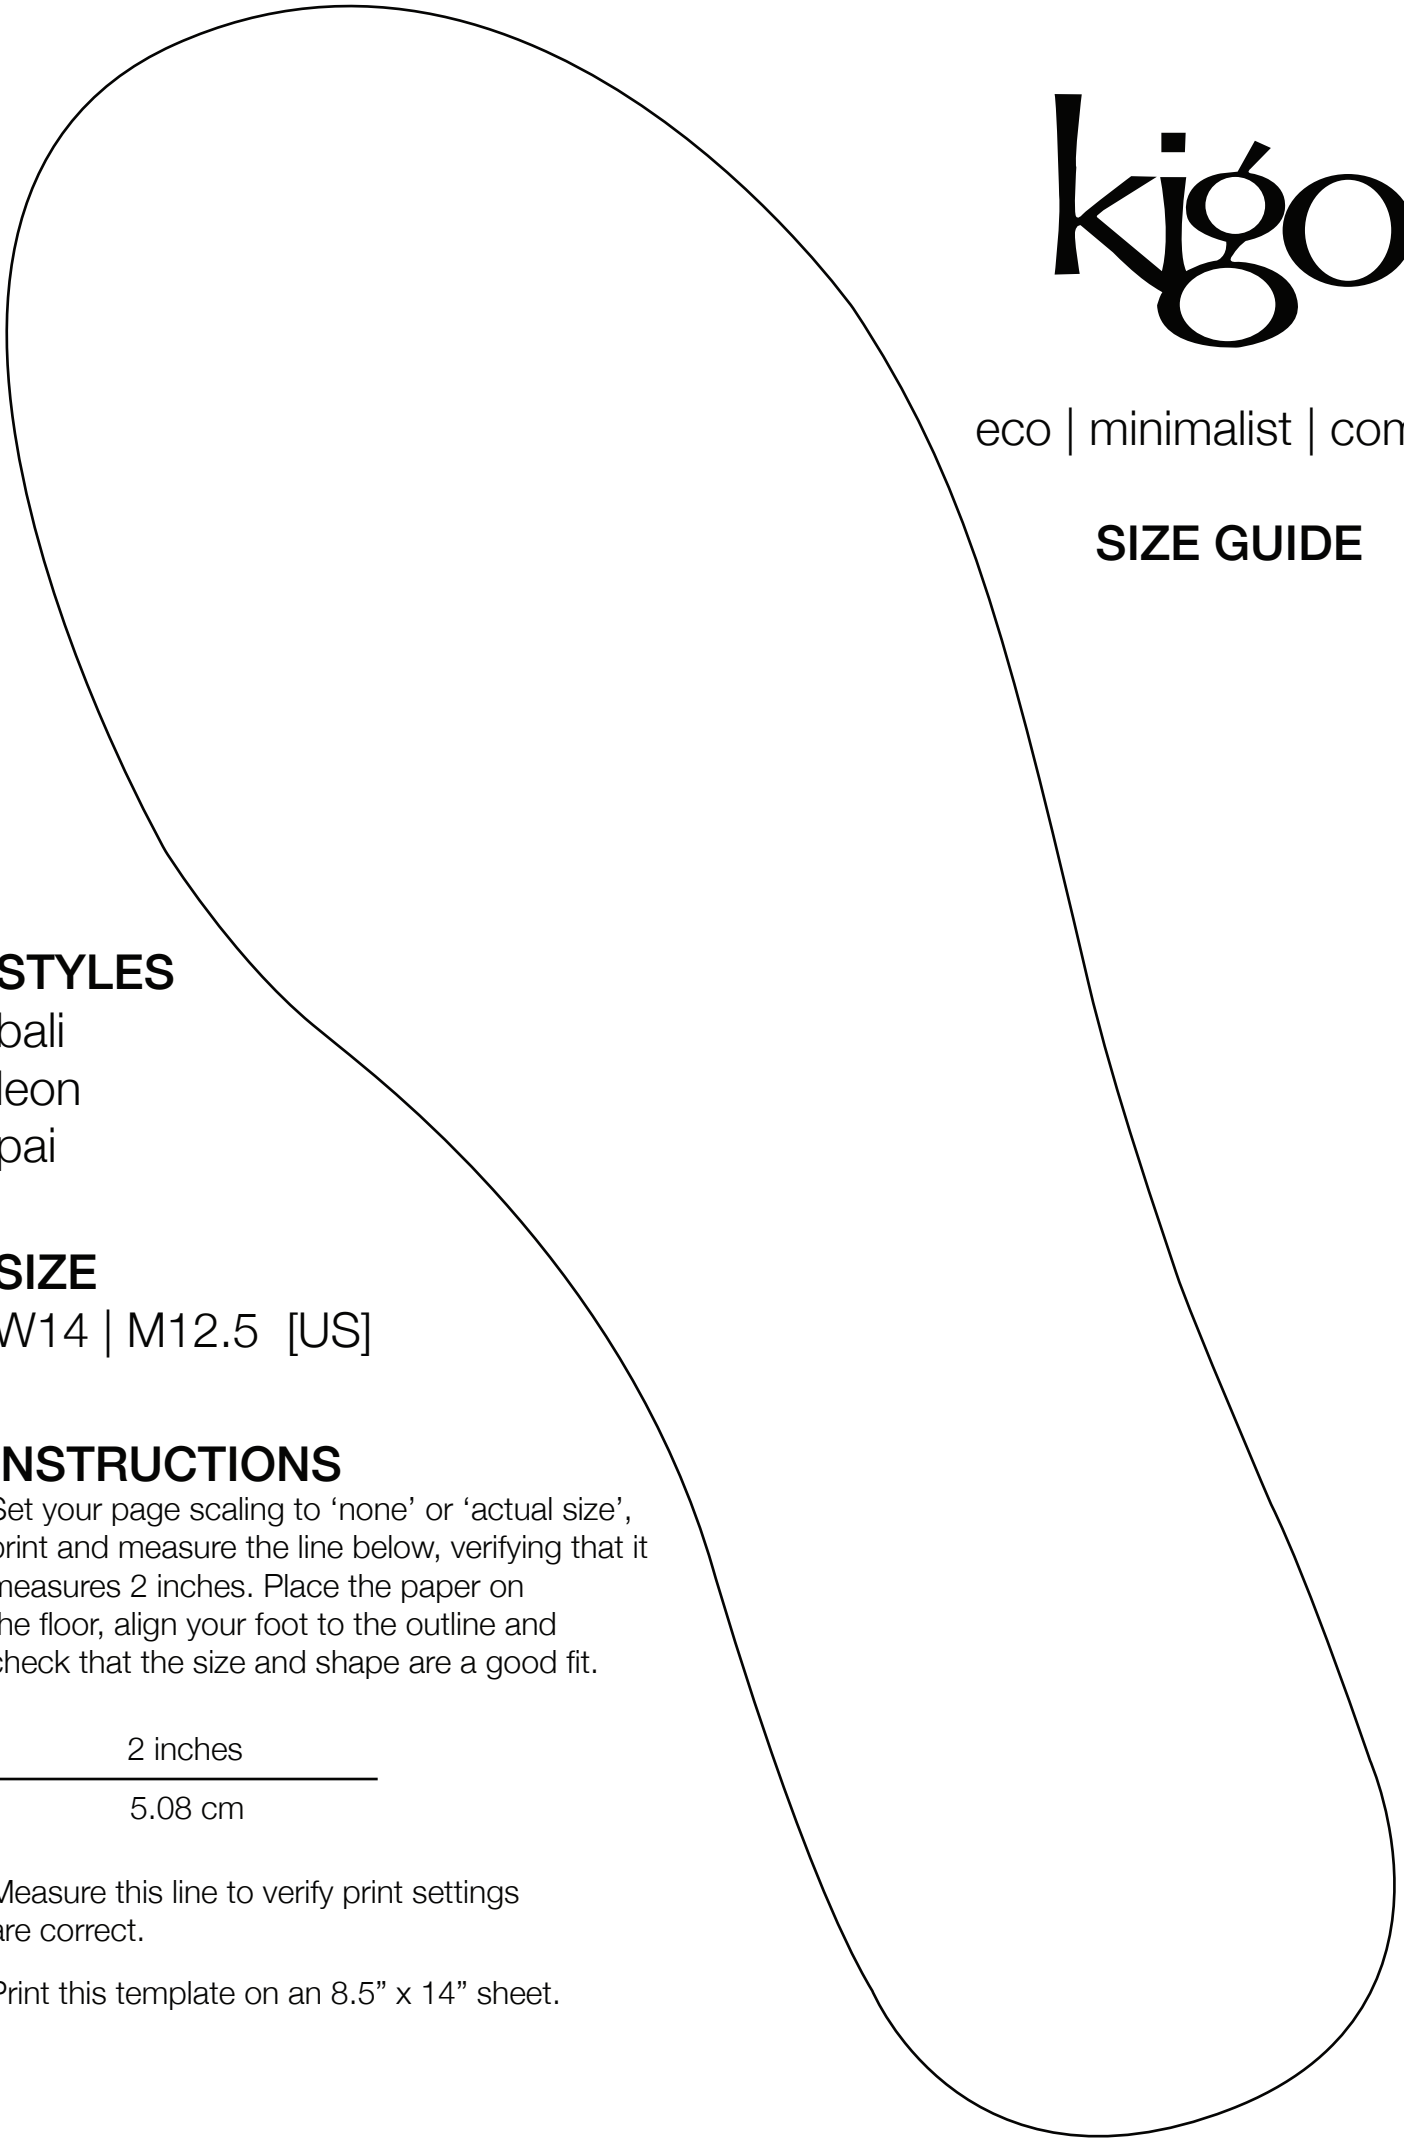 kigo
eco | minimalist | com
SIZE GUIDE
STYLES
bali
leon
pai
SIZE
W14 | M12.5 [US]
INSTRUCTIONS
Set your page scaling to ‘none’ or ‘actual size’,
print and measure the line below, verifying that it
measures 2 inches. Place the paper on
the floor, align your foot to the outline and
check that the size and shape are a good fit.
2 inches
5.08 cm
Measure this line to verify print settings
are correct.
Print this template on an 8.5” x 14” sheet.